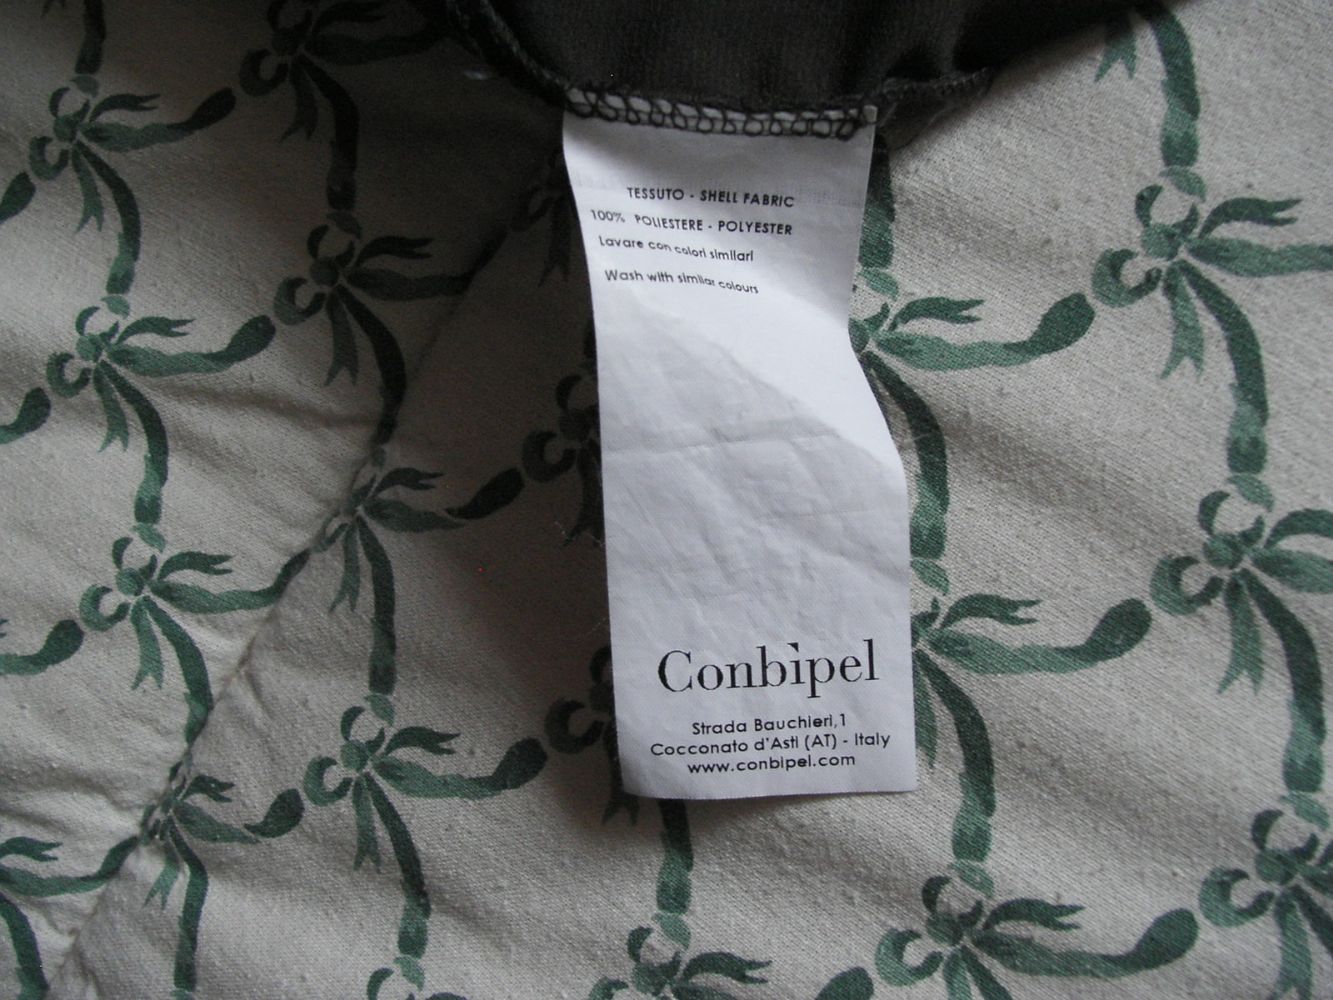 TESSUTO - SHELL FABRIC
100% POLIESTERE - POLYESTER
Lavare con colori similari
Wash with similar colours
Conbipel
Strada Bauchieri,1
Cocconato d'Asti (AT) - Italy
www.conbipel.com